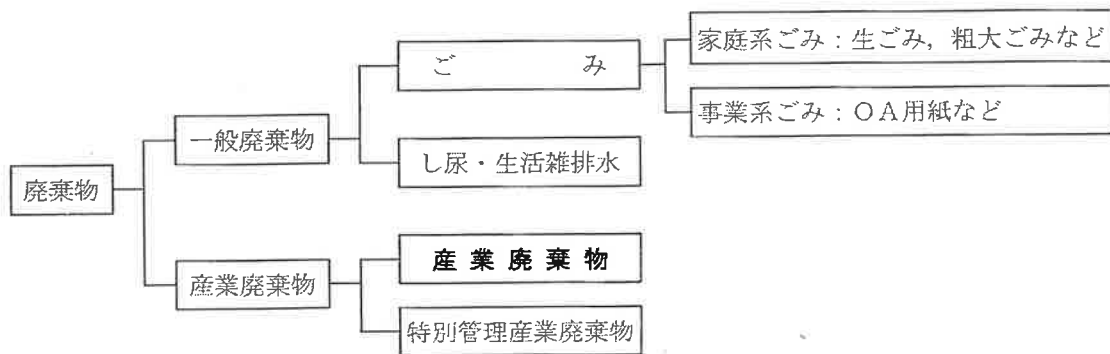 家庭系ごみ：生ごみ，粗大ごみなど
ごみ
事業系ごみ：ＯＡ用紙など
一般廃棄物
し尿・生活雑排水
廃棄物
産業廃棄物
産業廃棄物
特別管理産業廃棄物